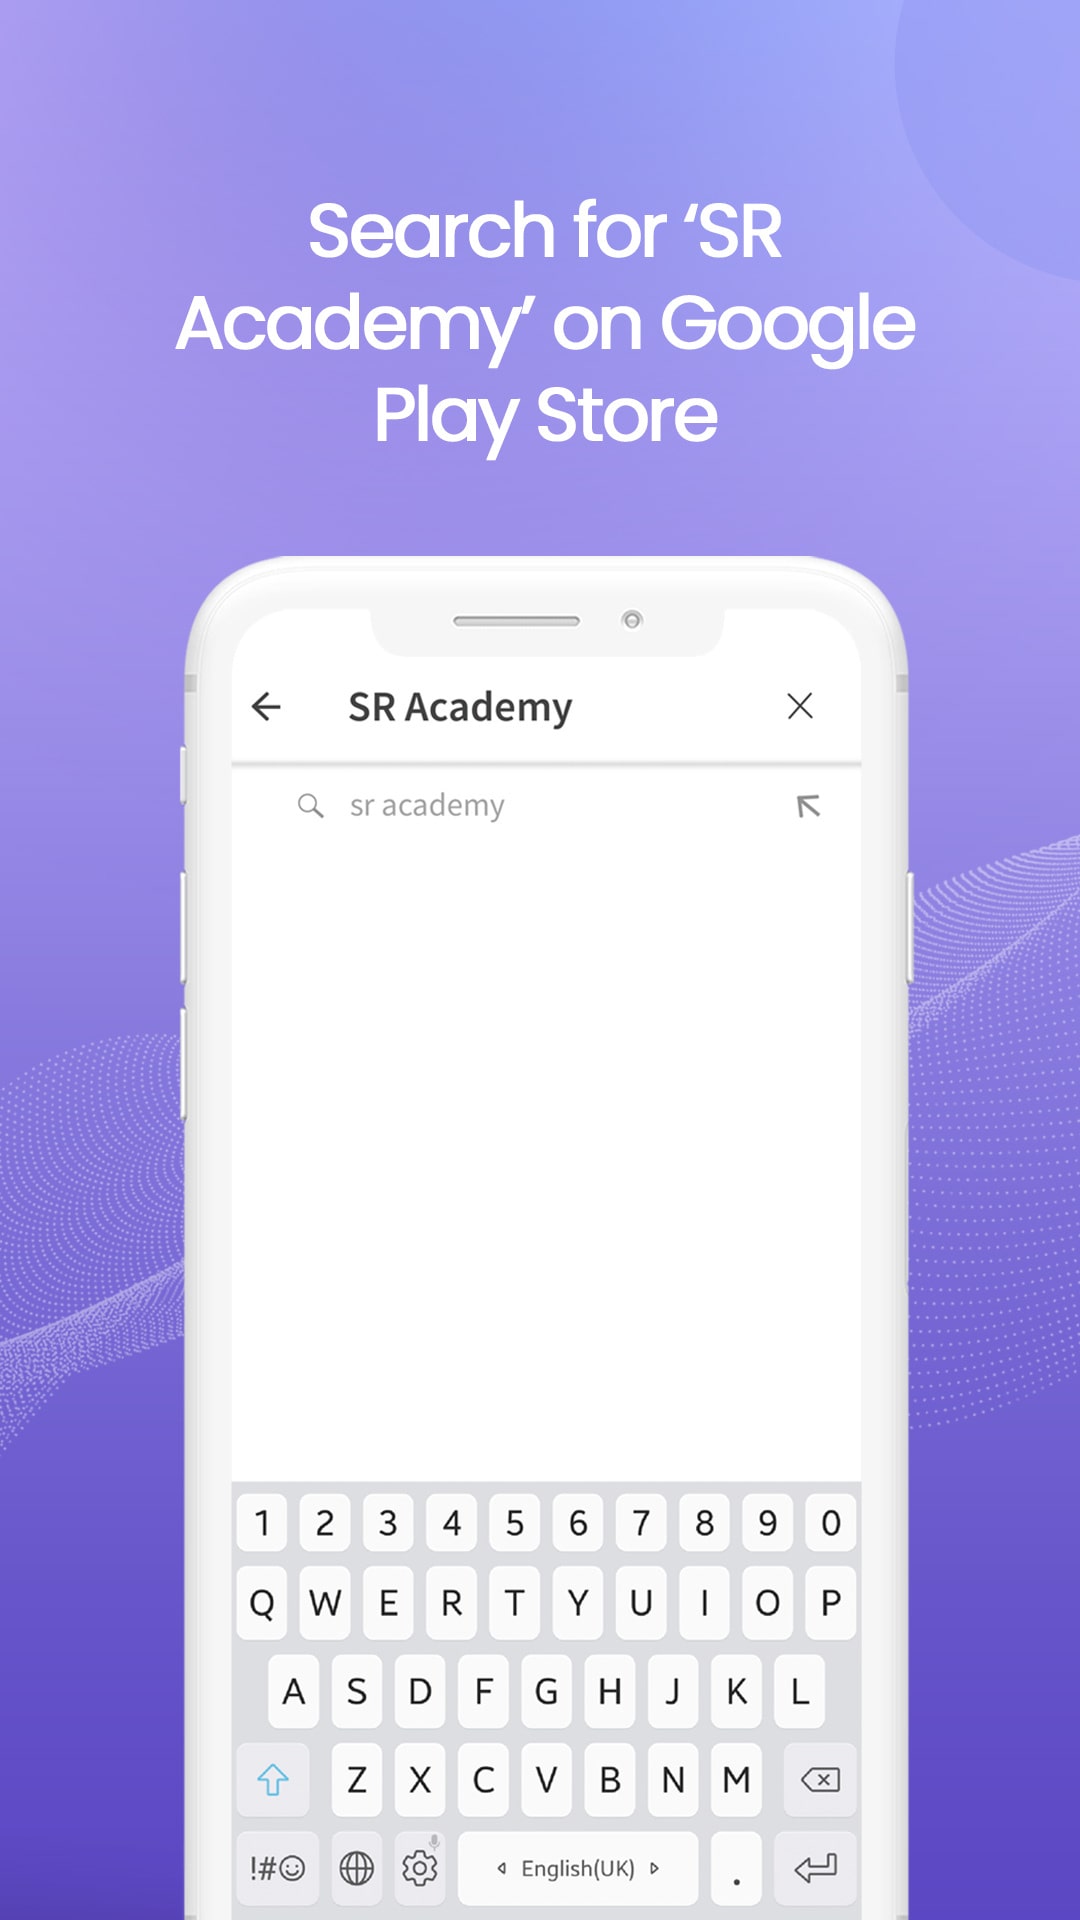 Search for ‘SR
Academy’ on Google
Play Store
SR Academy
sr academy
1 2 3 4 5 6 7 8 9 0
Q W E R T Y U I O P
A S D F G H J K L
Z X C V B N M
!#☺ English(UK) .